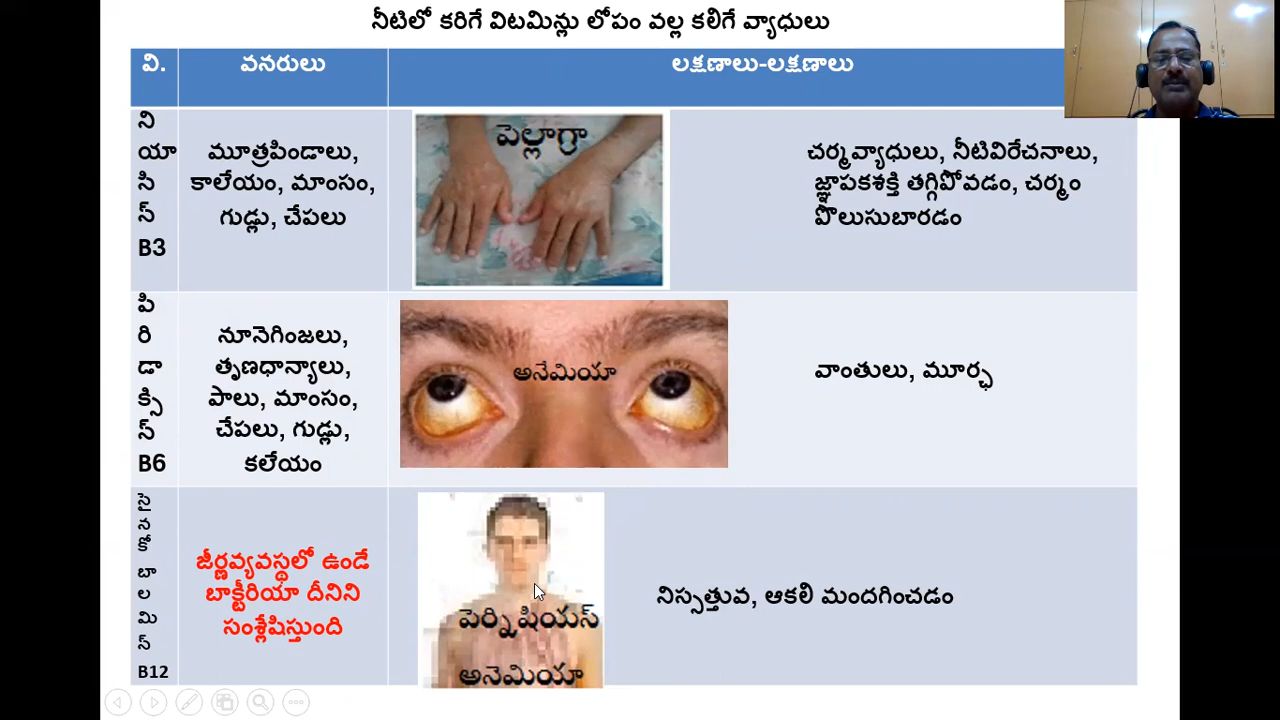 నీటిలో కరిగే విటమిన్లు లోపం వల్ల కలిగే వ్యాధులు
వి.
వనరులు
లక్షణాలు-లక్షణాలు
ని
యా
సి
స్
B3
మూత్రపిండాలు,
కాలేయం, మాంసం,
గుడ్లు, చేపలు
పెల్లాగ్రా
చర్మవ్యాధులు, నీటివిరేచనాలు,
జ్ఞాపకశక్తి తగ్గిపోవడం, చర్మం
పొలుసుబారడం
పి
రి
డా
క్సి
స్
B6
నూనెగింజలు,
తృణధాన్యాలు,
పాలు, మాంసం,
చేపలు, గుడ్లు,
కలేయం
అనేమియా
వాంతులు, మూర్ఛ
సై
న
కో
బా
ల
మి
స్
B12
జీర్ణవ్యవస్థలో ఉండే
బాక్టీరియా దీనిని
సంశ్లేషిస్తుంది
పెర్నిషియస్
అనెమియా
నిస్సత్తువ, ఆకలి మందగించడం